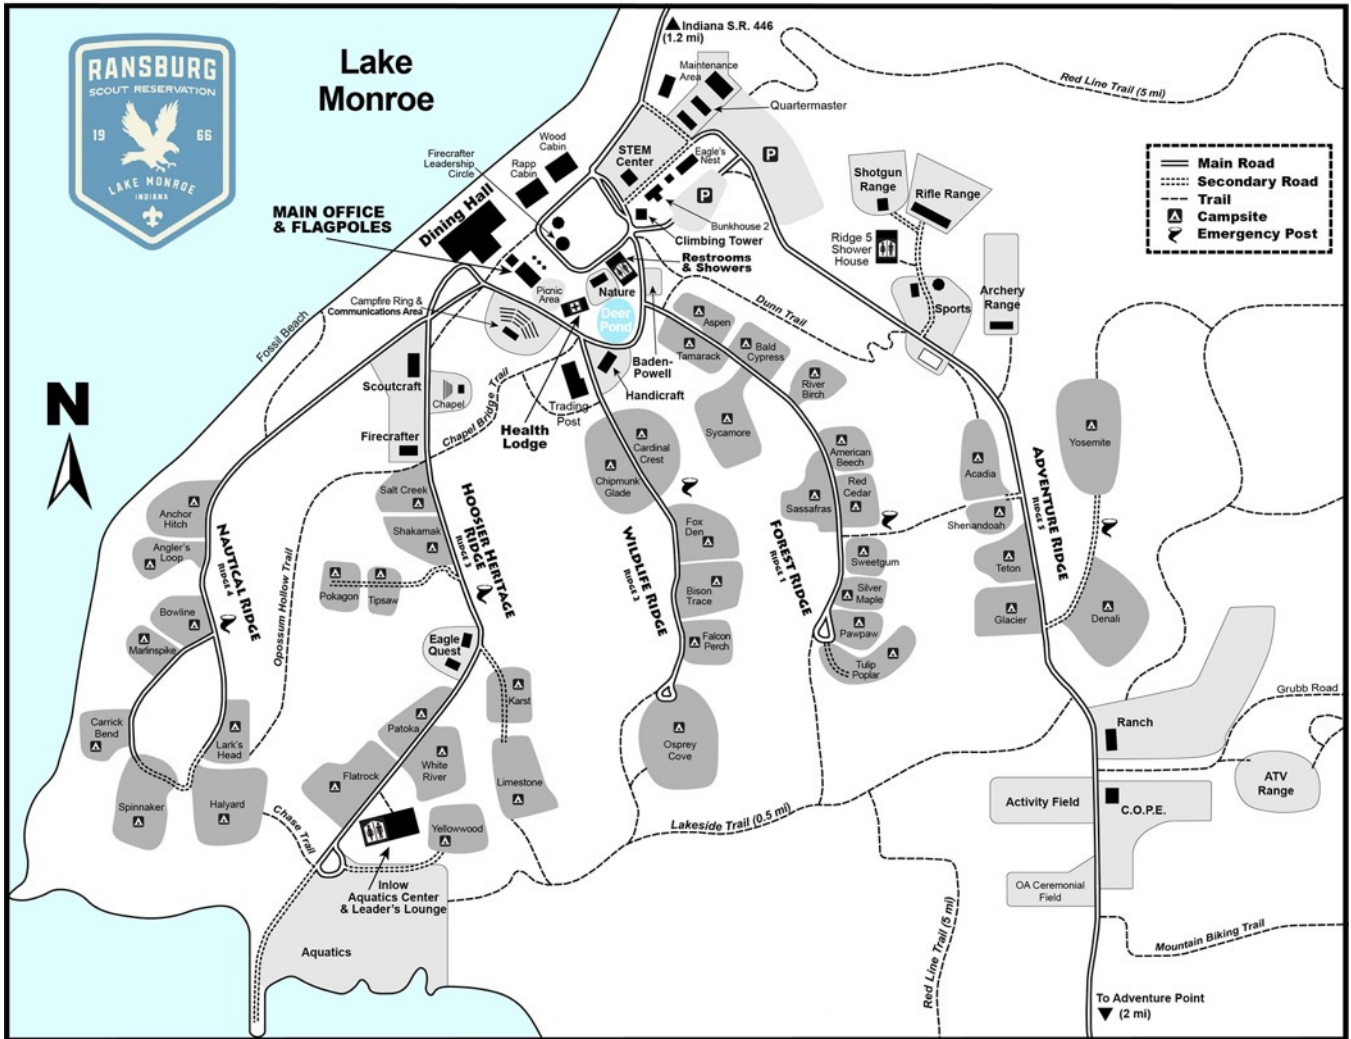 RANSBURG
SCOUT RESERVATION
19 66
LAKE MONROE
INDIANA
Lake
Monroe
Indiana S.R. 446
(1.2 mi)
Maintenance
Area
Quartermaster
Red Line Trail (5 mi)
Main Road
Secondary Road
Trail
Campsite
Emergency Post
Wood
Cabin
Firecrafter
Leadership
Circle
Rapp
Cabin
STEM
Center
Eagle's
Nest
P
P
Bunkhouse 2
Climbing Tower
Restrooms
& Showers
Dining Hall
MAIN OFFICE
& FLAGPOLES
Shotgun
Range
Rifle Range
Ridge 5
Shower
House
Archery
Range
Sports
Picnic
Area
Nature
Deer
Pond
Campfire Ring &
Communications Area
Fossil Beach
Dunn Trail
Aspen
Tamarack
Bald
Cypress
River
Birch
Baden-
Powell
Handicraft
Trading
Post
Health
Lodge
Scoutcraft
Chapel
Chapel Bridge Trail
Firecrafter
N
Sycamore
Cardinal
Crest
Chipmunk
Glade
American
Beech
Red
Cedar
Sassafras
Yosemite
Acadia
Shenandoah
Teton
Glacier
Denali
ADVENTURE RIDGE
RIDGE 5
Salt Creek
Shakamak
HOOSIER HERITAGE
RIDGE
RIDGE 3
Anchor
Hitch
Angler's
Loop
NAUTICAL RIDGE
RIDGE 4
Bowline
Marlinspike
Pokagon
Tipsaw
Opossum Hollow Trail
Fox
Den
Bison
Trace
Falcon
Perch
WILDLIFE RIDGE
RIDGE 2
FOREST RIDGE
RIDGE 1
Sweetgum
Silver
Maple
Pawpaw
Tulip
Poplar
Eagle
Quest
Karst
Carrick
Bend
Lark's
Head
Patoka
White
River
Flatrock
Limestone
Osprey
Cove
Spinnaker
Halyard
Chase Trail
Yellowwood
Lakeside Trail (0.5 mi)
Inlow
Aquatics Center
& Leader's Lounge
Aquatics
Ranch
Grubb Road
ATV
Range
Activity Field
C.O.P.E.
OA Ceremonial
Field
Red Line Trail (5 mi)
Mountain Biking Trail
To Adventure Point
(2 mi)